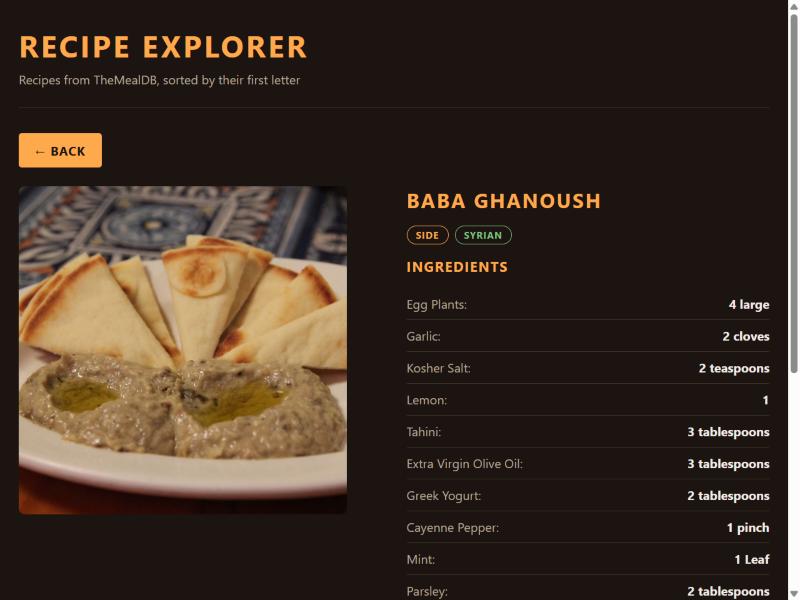 RECIPE EXPLORER
Recipes from TheMealDB, sorted by their first letter
← BACK
BABA GHANOUSH
SIDE SYRIAN
INGREDIENTS
Egg Plants: 4 large
Garlic: 2 cloves
Kosher Salt: 2 teaspoons
Lemon: 1
Tahini: 3 tablespoons
Extra Virgin Olive Oil: 3 tablespoons
Greek Yogurt: 2 tablespoons
Cayenne Pepper: 1 pinch
Mint: 1 Leaf
Parsley: 2 tablespoons